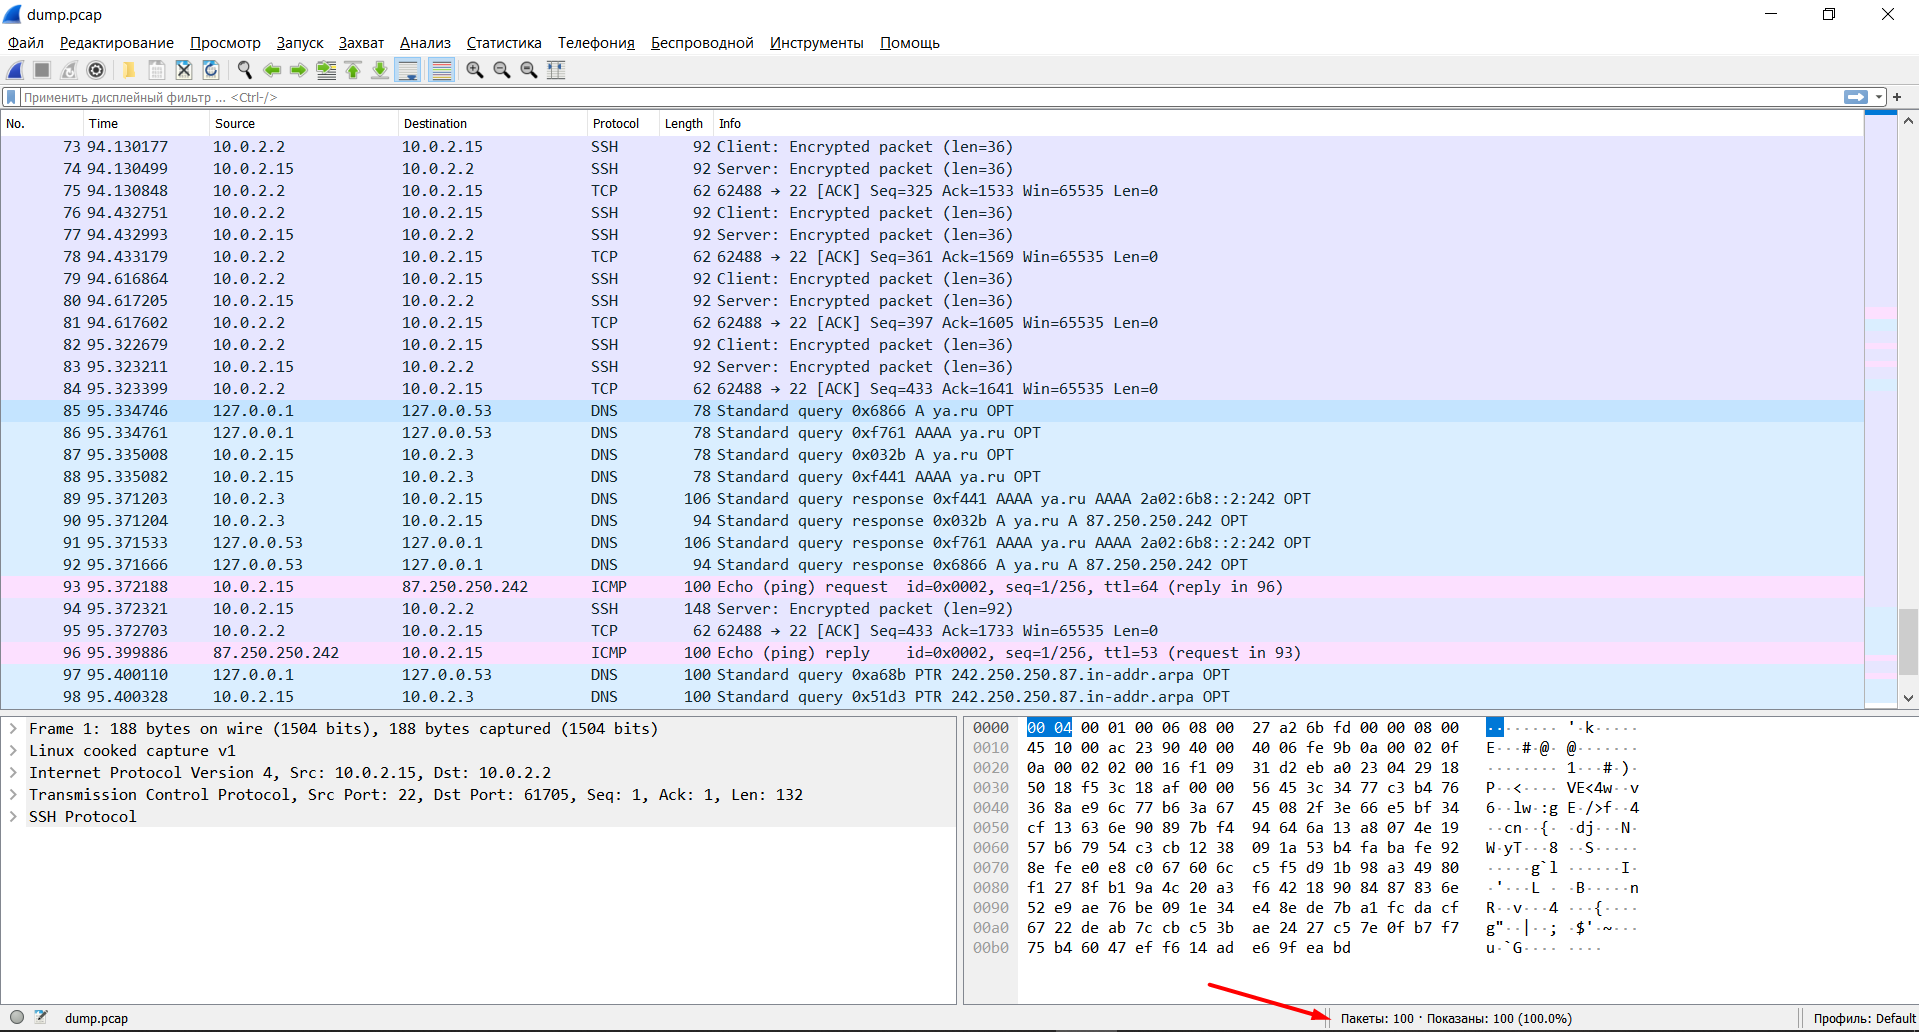 dump.pcap
Файл Редактирование Просмотр Запуск Захват Анализ Статистика Телефония Беспроводной Инструменты Помощь
Применить дисплейный фильтр ... <Ctrl-/>
No. Time Source Destination Protocol Length Info
73 94.130177 10.0.2.2 10.0.2.15 SSH 92 Client: Encrypted packet (len=36)
74 94.130499 10.0.2.15 10.0.2.2 SSH 92 Server: Encrypted packet (len=36)
75 94.130848 10.0.2.2 10.0.2.15 TCP 62 62488 → 22 [ACK] Seq=325 Ack=1533 Win=65535 Len=0
76 94.432751 10.0.2.2 10.0.2.15 SSH 92 Client: Encrypted packet (len=36)
77 94.432993 10.0.2.15 10.0.2.2 SSH 92 Server: Encrypted packet (len=36)
78 94.433179 10.0.2.2 10.0.2.15 TCP 62 62488 → 22 [ACK] Seq=361 Ack=1569 Win=65535 Len=0
79 94.616864 10.0.2.2 10.0.2.15 SSH 92 Client: Encrypted packet (len=36)
80 94.617205 10.0.2.15 10.0.2.2 SSH 92 Server: Encrypted packet (len=36)
81 94.617602 10.0.2.2 10.0.2.15 TCP 62 62488 → 22 [ACK] Seq=397 Ack=1605 Win=65535 Len=0
82 95.322679 10.0.2.2 10.0.2.15 SSH 92 Client: Encrypted packet (len=36)
83 95.323211 10.0.2.15 10.0.2.2 SSH 92 Server: Encrypted packet (len=36)
84 95.323399 10.0.2.2 10.0.2.15 TCP 62 62488 → 22 [ACK] Seq=433 Ack=1641 Win=65535 Len=0
85 95.334746 127.0.0.1 127.0.0.53 DNS 78 Standard query 0x6866 A ya.ru OPT
86 95.334761 127.0.0.1 127.0.0.53 DNS 78 Standard query 0xf761 AAAA ya.ru OPT
87 95.335008 10.0.2.15 10.0.2.3 DNS 78 Standard query 0x032b A ya.ru OPT
88 95.335082 10.0.2.15 10.0.2.3 DNS 78 Standard query 0xf441 AAAA ya.ru OPT
89 95.371203 10.0.2.3 10.0.2.15 DNS 106 Standard query response 0xf441 AAAA ya.ru AAAA 2a02:6b8::2:242 OPT
90 95.371204 10.0.2.3 10.0.2.15 DNS 94 Standard query response 0x032b A ya.ru A 87.250.250.242 OPT
91 95.371533 127.0.0.53 127.0.0.1 DNS 106 Standard query response 0xf761 AAAA ya.ru AAAA 2a02:6b8::2:242 OPT
92 95.371666 127.0.0.53 127.0.0.1 DNS 94 Standard query response 0x6866 A ya.ru A 87.250.250.242 OPT
93 95.372188 10.0.2.15 87.250.250.242 ICMP 100 Echo (ping) request id=0x0002, seq=1/256, ttl=64 (reply in 96)
94 95.372321 10.0.2.15 10.0.2.2 SSH 148 Server: Encrypted packet (len=92)
95 95.372703 10.0.2.2 10.0.2.15 TCP 62 62488 → 22 [ACK] Seq=433 Ack=1733 Win=65535 Len=0
96 95.399886 87.250.250.242 10.0.2.15 ICMP 100 Echo (ping) reply id=0x0002, seq=1/256, ttl=53 (request in 93)
97 95.400110 127.0.0.1 127.0.0.53 DNS 100 Standard query 0xa68b PTR 242.250.250.87.in-addr.arpa OPT
98 95.400328 10.0.2.15 10.0.2.3 DNS 100 Standard query 0x51d3 PTR 242.250.250.87.in-addr.arpa OPT
Frame 1: 188 bytes on wire (1504 bits), 188 bytes captured (1504 bits)
Linux cooked capture v1
Internet Protocol Version 4, Src: 10.0.2.15, Dst: 10.0.2.2
Transmission Control Protocol, Src Port: 22, Dst Port: 61705, Seq: 1, Ack: 1, Len: 132
SSH Protocol
0000 00 04 00 01 00 06 08 00 27 a2 6b fd 00 00 08 00 ········ '·k·····
0010 45 10 00 ac 23 90 40 00 40 06 fe 9b 0a 00 02 0f E···#·@· @·······
0020 0a 00 02 02 00 16 f1 09 31 d2 eb a0 23 04 29 18 ········ 1···#·)·
0030 50 18 f5 3c 18 af 00 00 56 45 3c 34 77 c3 b4 76 P··<···· VE<4w··v
0040 36 8a e9 6c 77 b6 3a 67 45 08 2f 3e 66 e5 bf 34 6··lw·:g E·/>f··4
0050 cf 13 63 6e 90 89 7b f4 94 64 6a 13 a8 07 4e 19 ··cn··{· ·dj···N·
0060 57 b6 79 54 c3 cb 12 38 09 1a 53 b4 fa ba fe 92 W·yT···8 ··S·····
0070 8e fe e0 e8 c0 67 60 6c c5 f5 d9 1b 98 a3 49 80 ·····g`l ······I·
0080 f1 27 8f b1 9a 4c 20 a3 f6 42 18 90 84 87 83 6e ·'···L · ·B·····n
0090 52 e9 ae 76 be 09 1e 34 e4 8e de 7b a1 fc da cf R··v···4 ···{····
00a0 67 22 de ab 7c cb c5 3b ae 24 27 c5 7e 0f b7 f7 g"··|··; ·$'·~···
00b0 75 b4 60 47 ef f6 14 ad e6 9f ea bd u·`G···· ····
dump.pcap Пакеты: 100 · Показаны: 100 (100.0%) Профиль: Default